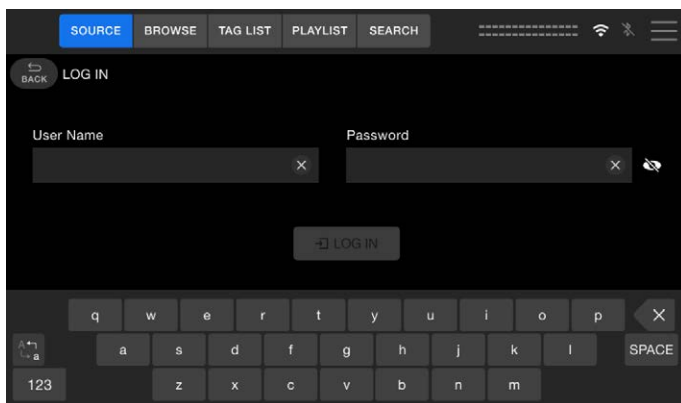 SOURCE BROWSE TAG LIST PLAYLIST SEARCH
BACK LOG IN
User Name Password
LOG IN
q w e r t y u i o p
A a a s d f g h j k l SPACE
123 z x c v b n m